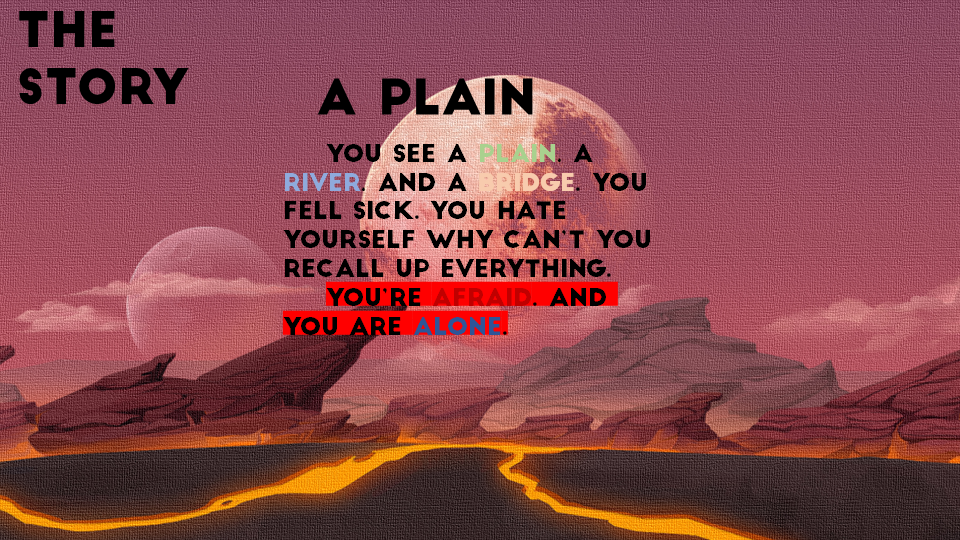 THE
STORY
A PLAIN
YOU SEE A PLAIN. A
RIVER. AND A BRIDGE. YOU
FELL SICK. YOU HATE
YOURSELF WHY CAN'T YOU
RECALL UP EVERYTHING.
YOU'RE AFRAID. AND
YOU ARE ALONE.